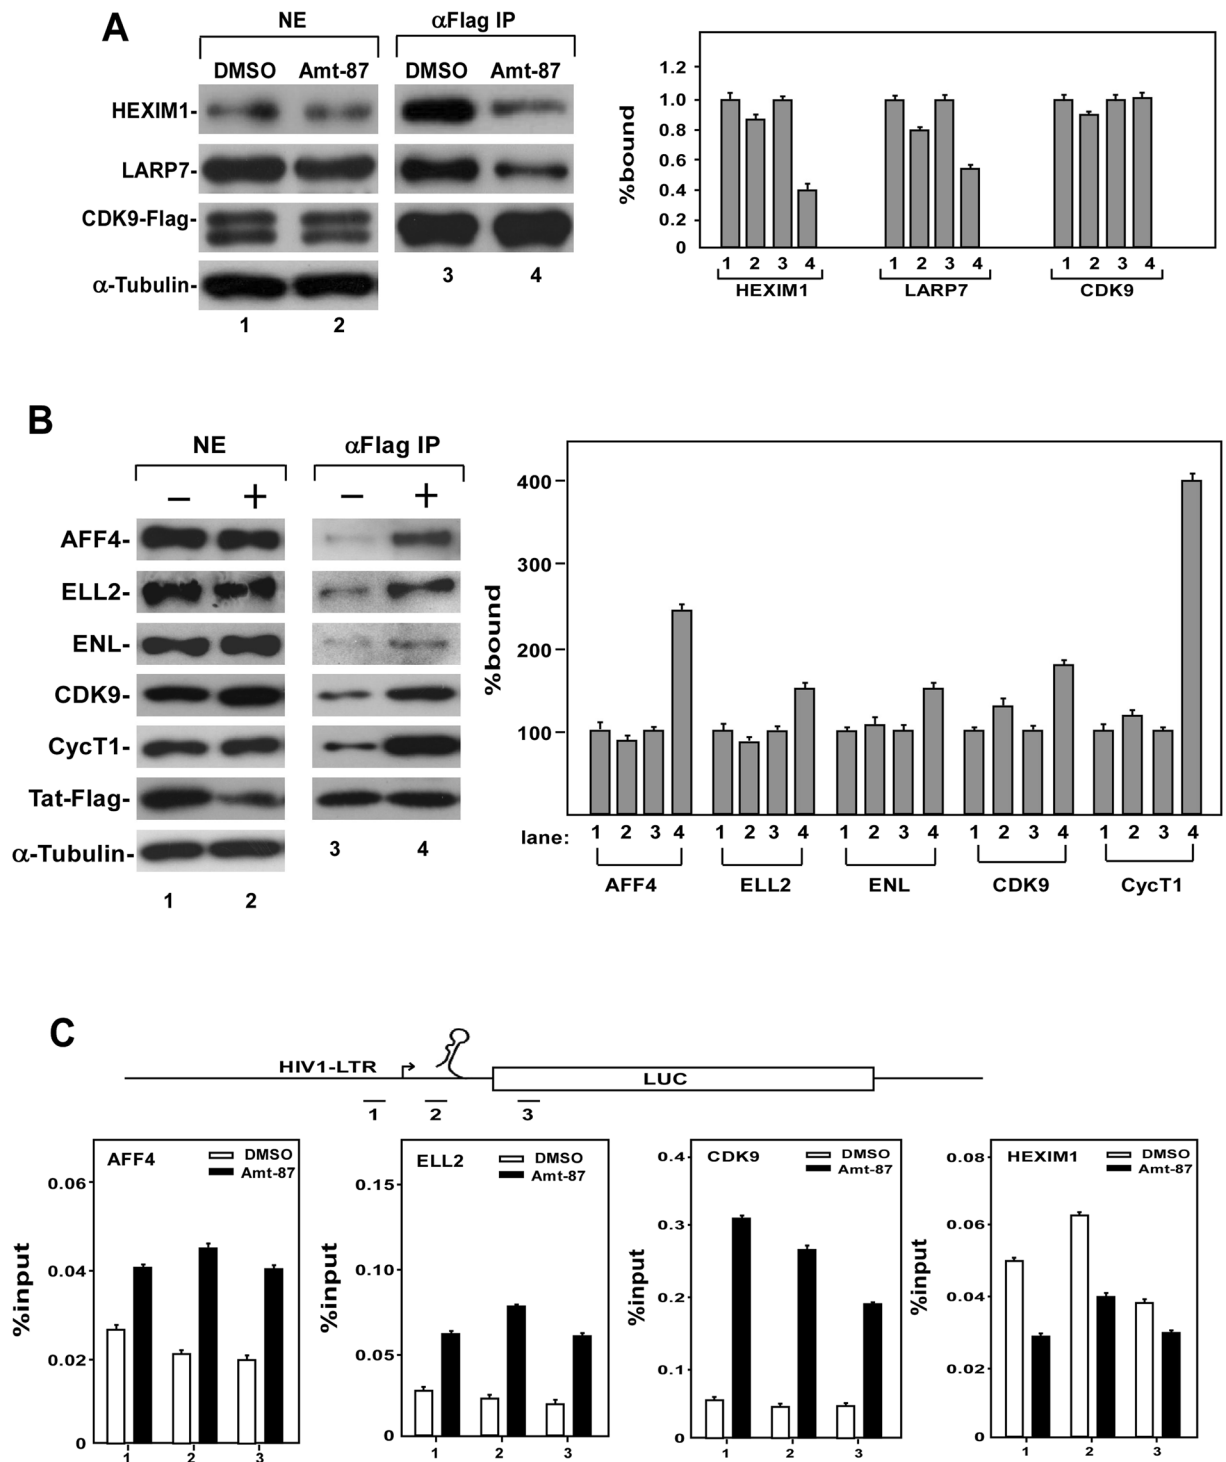 A
NE
αFlag IP
DMSO Amt-87 DMSO Amt-87
HEXIM1-
LARP7-
CDK9-Flag-
α-Tubulin-
3 4
1 2
%bound
1.2
1.0
0.8
0.6
0.4
0.2
0
1 2 3 4 1 2 3 4 1 2 3 4
HEXIM1 LARP7 CDK9
B
NE
αFlag IP
− + − +
AFF4-
ELL2-
ENL-
CDK9-
CycT1-
Tat-Flag-
α-Tubulin-
3 4
1 2
%bound
400
300
200
100
lane: 1 2 3 4 1 2 3 4 1 2 3 4 1 2 3 4 1 2 3 4
AFF4 ELL2 ENL CDK9 CycT1
C
HIV1-LTR
LUC
1 2 3
AFF4
DMSO
Amt-87
%input
0.06
0.04
0.02
0
1 2 3
ELL2
DMSO
Amt-87
%input
0.15
0.10
0.05
0
1 2 3
CDK9
DMSO
Amt-87
%input
0.4
0.3
0.2
0.1
0
1 2 3
HEXIM1
DMSO
Amt-87
%input
0.08
0.06
0.04
0.02
0
1 2 3